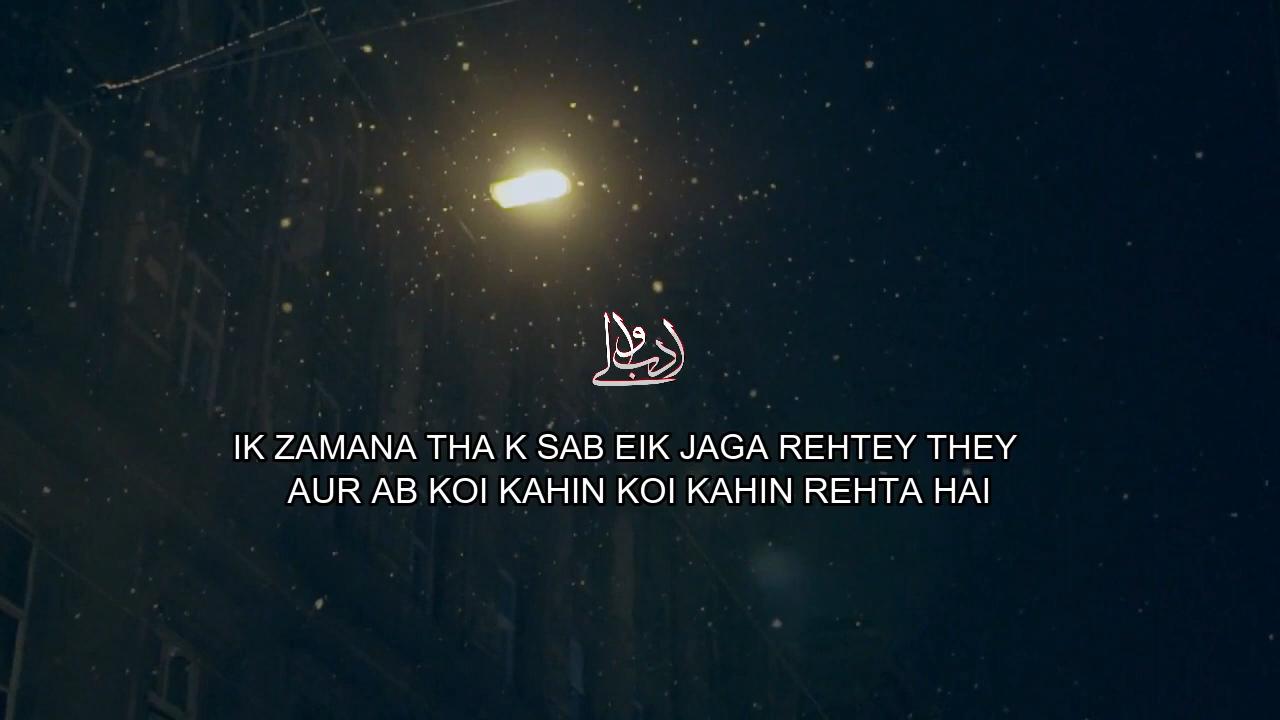 ادب والے
IK ZAMANA THA K SAB EIK JAGA REHTEY THEY
AUR AB KOI KAHIN KOI KAHIN REHTA HAI